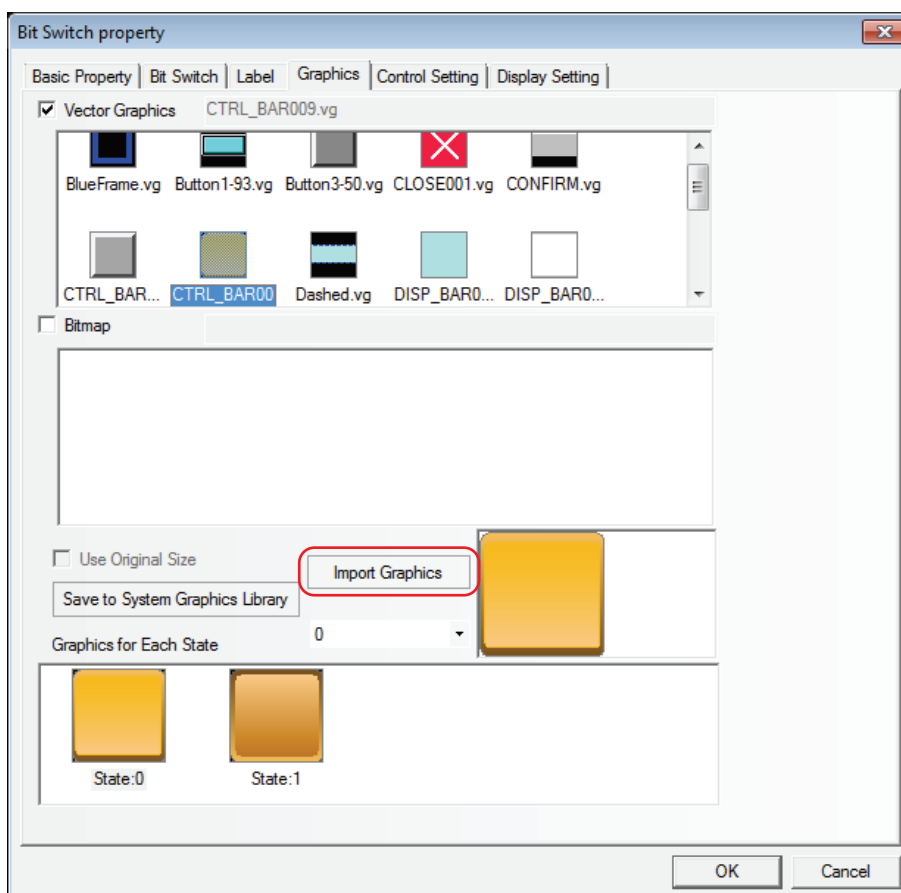 Bit Switch property
Basic Property Bit Switch Label Graphics Control Setting Display Setting
Vector Graphics CTRL_BAR009.vg
BlueFrame.vg Button1-93.vg Button3-50.vg CLOSE001.vg CONFIRM.vg
CTRL_BAR... CTRL_BAR00 Dashed.vg DISP_BAR0... DISP_BAR0...
Bitmap
Use Original Size
Import Graphics
Save to System Graphics Library
0
Graphics for Each State
State:0 State:1
OK Cancel